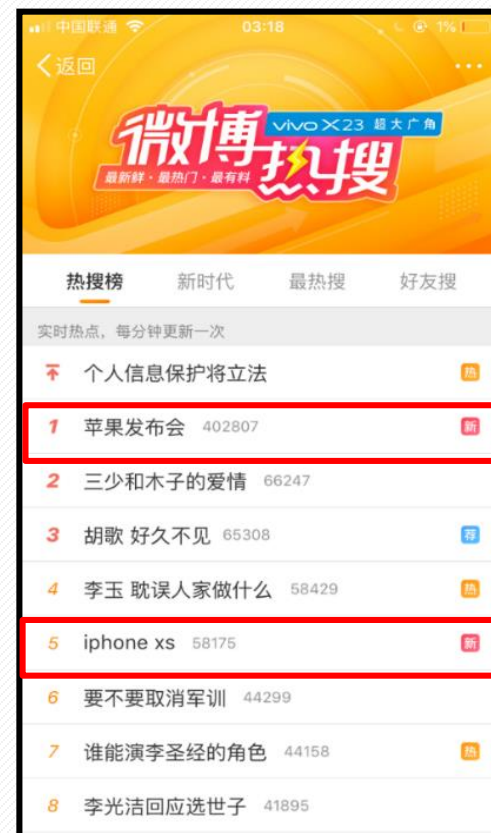 中国联通 03:18 1%
返回
微博热搜 vivo X23 超大广角
最新鲜·最热门·最有料
热搜榜 新时代 最热搜 好友搜
实时热点，每分钟更新一次
个人信息保护将立法 热
1 苹果发布会 402807 新
2 三少和木子的爱情 66247
3 胡歌 好久不见 65308 荐
4 李玉 耽误人家做什么 58429 热
5 iphone xs 58175 新
6 要不要取消军训 44299
7 谁能演李圣经的角色 44158 热
8 李光洁回应选世子 41895